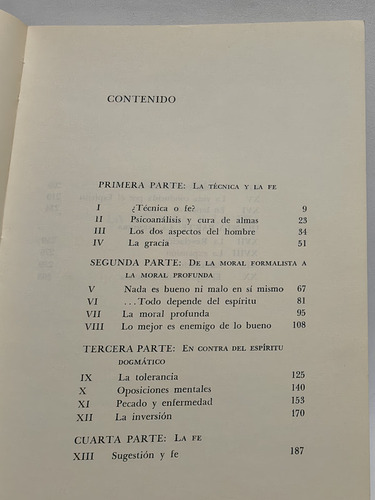 CONTENIDO
PRIMERA PARTE: LA TÉCNICA Y LA FE
I ¿Técnica o fe? 9
II Psicoanálisis y cura de almas 23
III Los dos aspectos del hombre 34
IV La gracia 51
SEGUNDA PARTE: DE LA MORAL FORMALISTA A
LA MORAL PROFUNDA
V Nada es bueno ni malo en sí mismo 67
VI ...Todo depende del espíritu 81
VII La moral profunda 95
VIII Lo mejor es enemigo de lo bueno 108
TERCERA PARTE: EN CONTRA DEL ESPÍRITU
DOGMÁTICO
IX La tolerancia 125
X Oposiciones mentales 140
XI Pecado y enfermedad 153
XII La inversión 170
CUARTA PARTE: LA FE
XIII Sugestión y fe 187